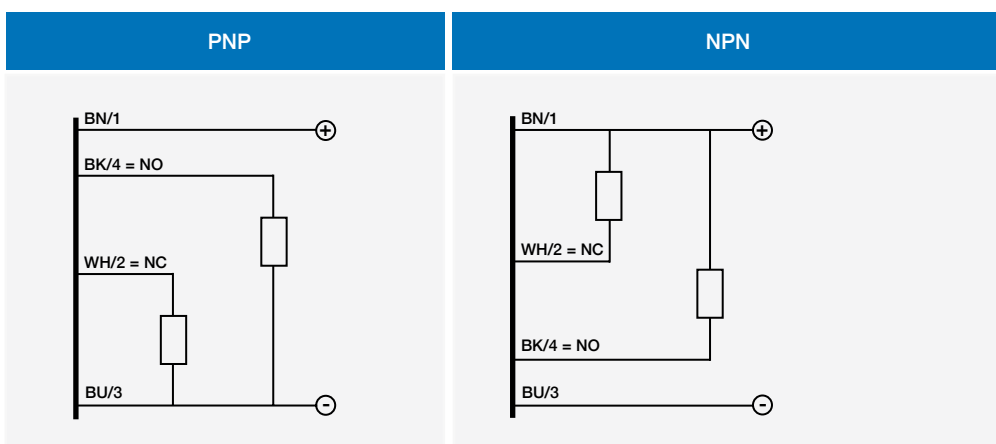 PNP
BN/1
+
BK/4 = NO
WH/2 = NC
BU/3
-
NPN
BN/1
+
WH/2 = NC
BK/4 = NO
BU/3
-